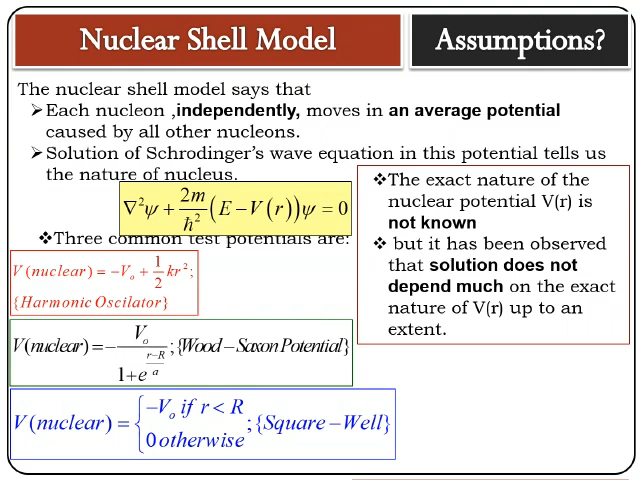 Nuclear Shell Model
Assumptions?
The nuclear shell model says that
➢Each nucleon ,independently, moves in an average potential
caused by all other nucleons.
➢Solution of Schrodinger's wave equation in this potential tells us
the nature of nucleus.
∇²ψ + 2m/ħ² (E − V(r))ψ = 0
❖Three common test potentials are:
V(nuclear) = −Vₒ + 1/2 kr²;
{Harmonic Oscilator}
V(nuclear) = − Vₒ/(1+e^((r−R)/a)) ;{Wood−Saxon Potential}
V(nuclear) = {−Vₒ if r < R
0 otherwise ;{Square−Well}
❖The exact nature of the
nuclear potential V(r) is
not known
❖ but it has been observed
that solution does not
depend much on the exact
nature of V(r) up to an
extent.